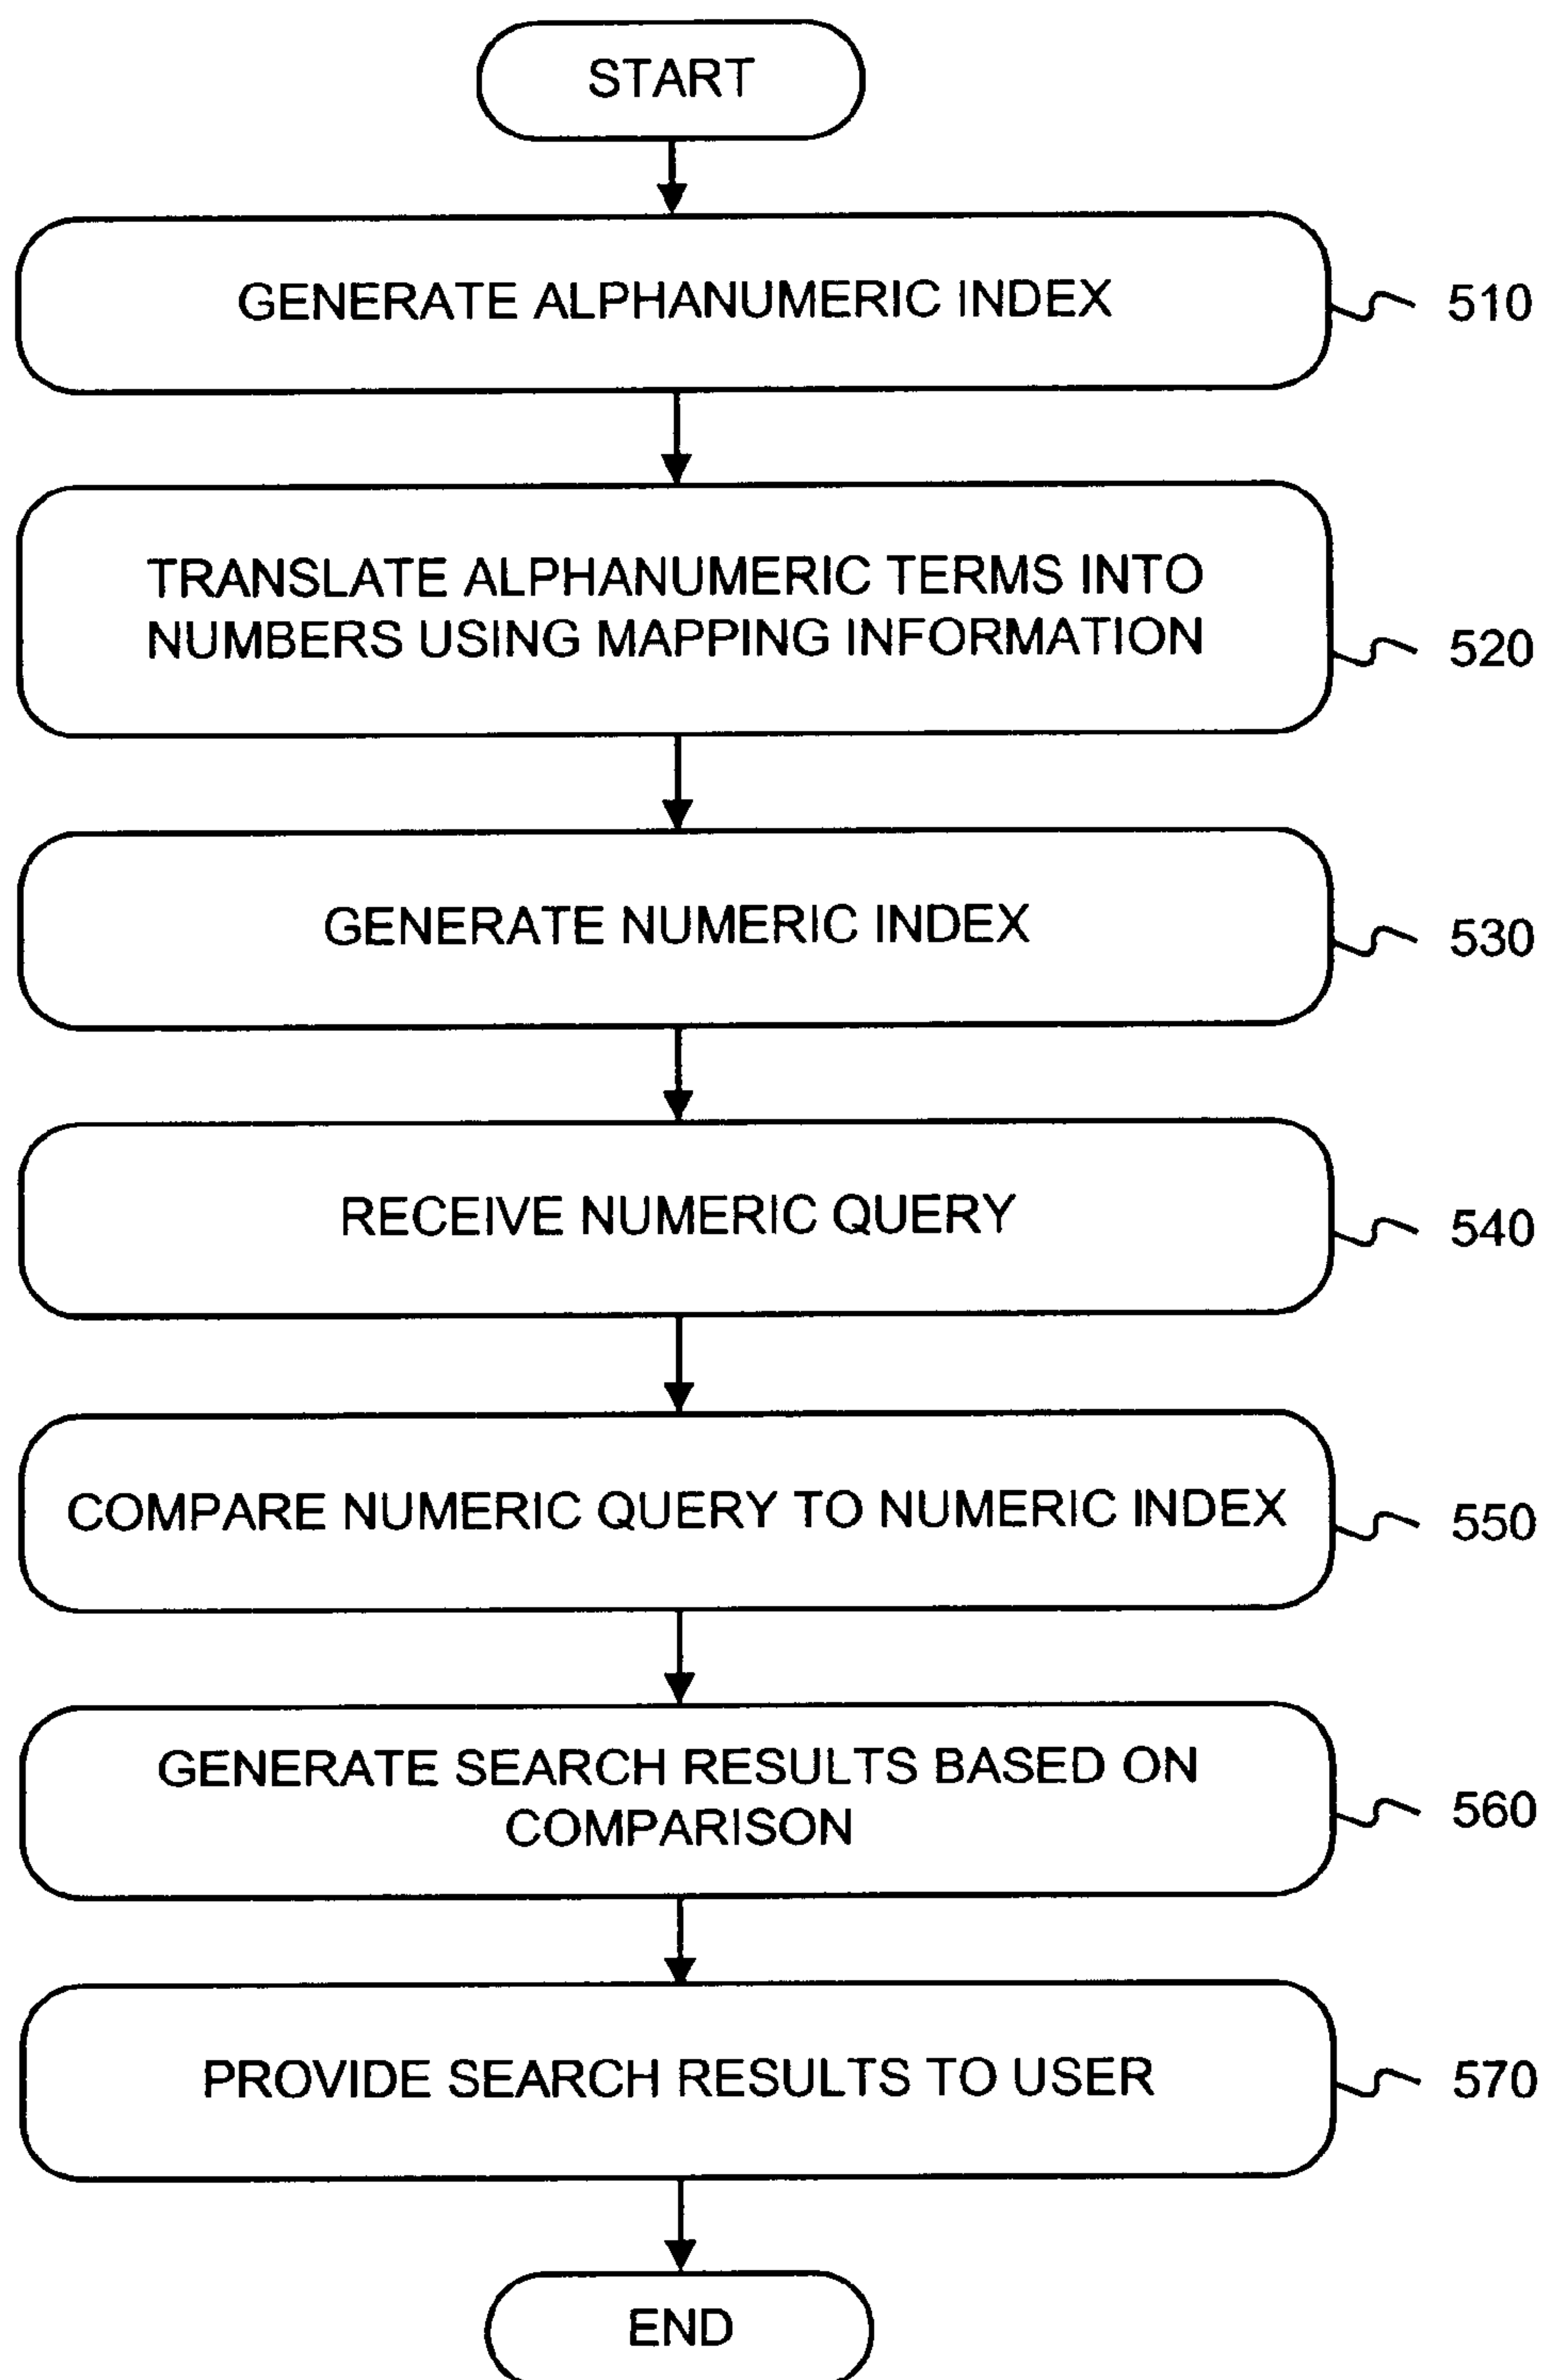 START
GENERATE ALPHANUMERIC INDEX
510
TRANSLATE ALPHANUMERIC TERMS INTO
NUMBERS USING MAPPING INFORMATION
520
GENERATE NUMERIC INDEX
530
RECEIVE NUMERIC QUERY
540
COMPARE NUMERIC QUERY TO NUMERIC INDEX
550
GENERATE SEARCH RESULTS BASED ON
COMPARISON
560
PROVIDE SEARCH RESULTS TO USER
570
END